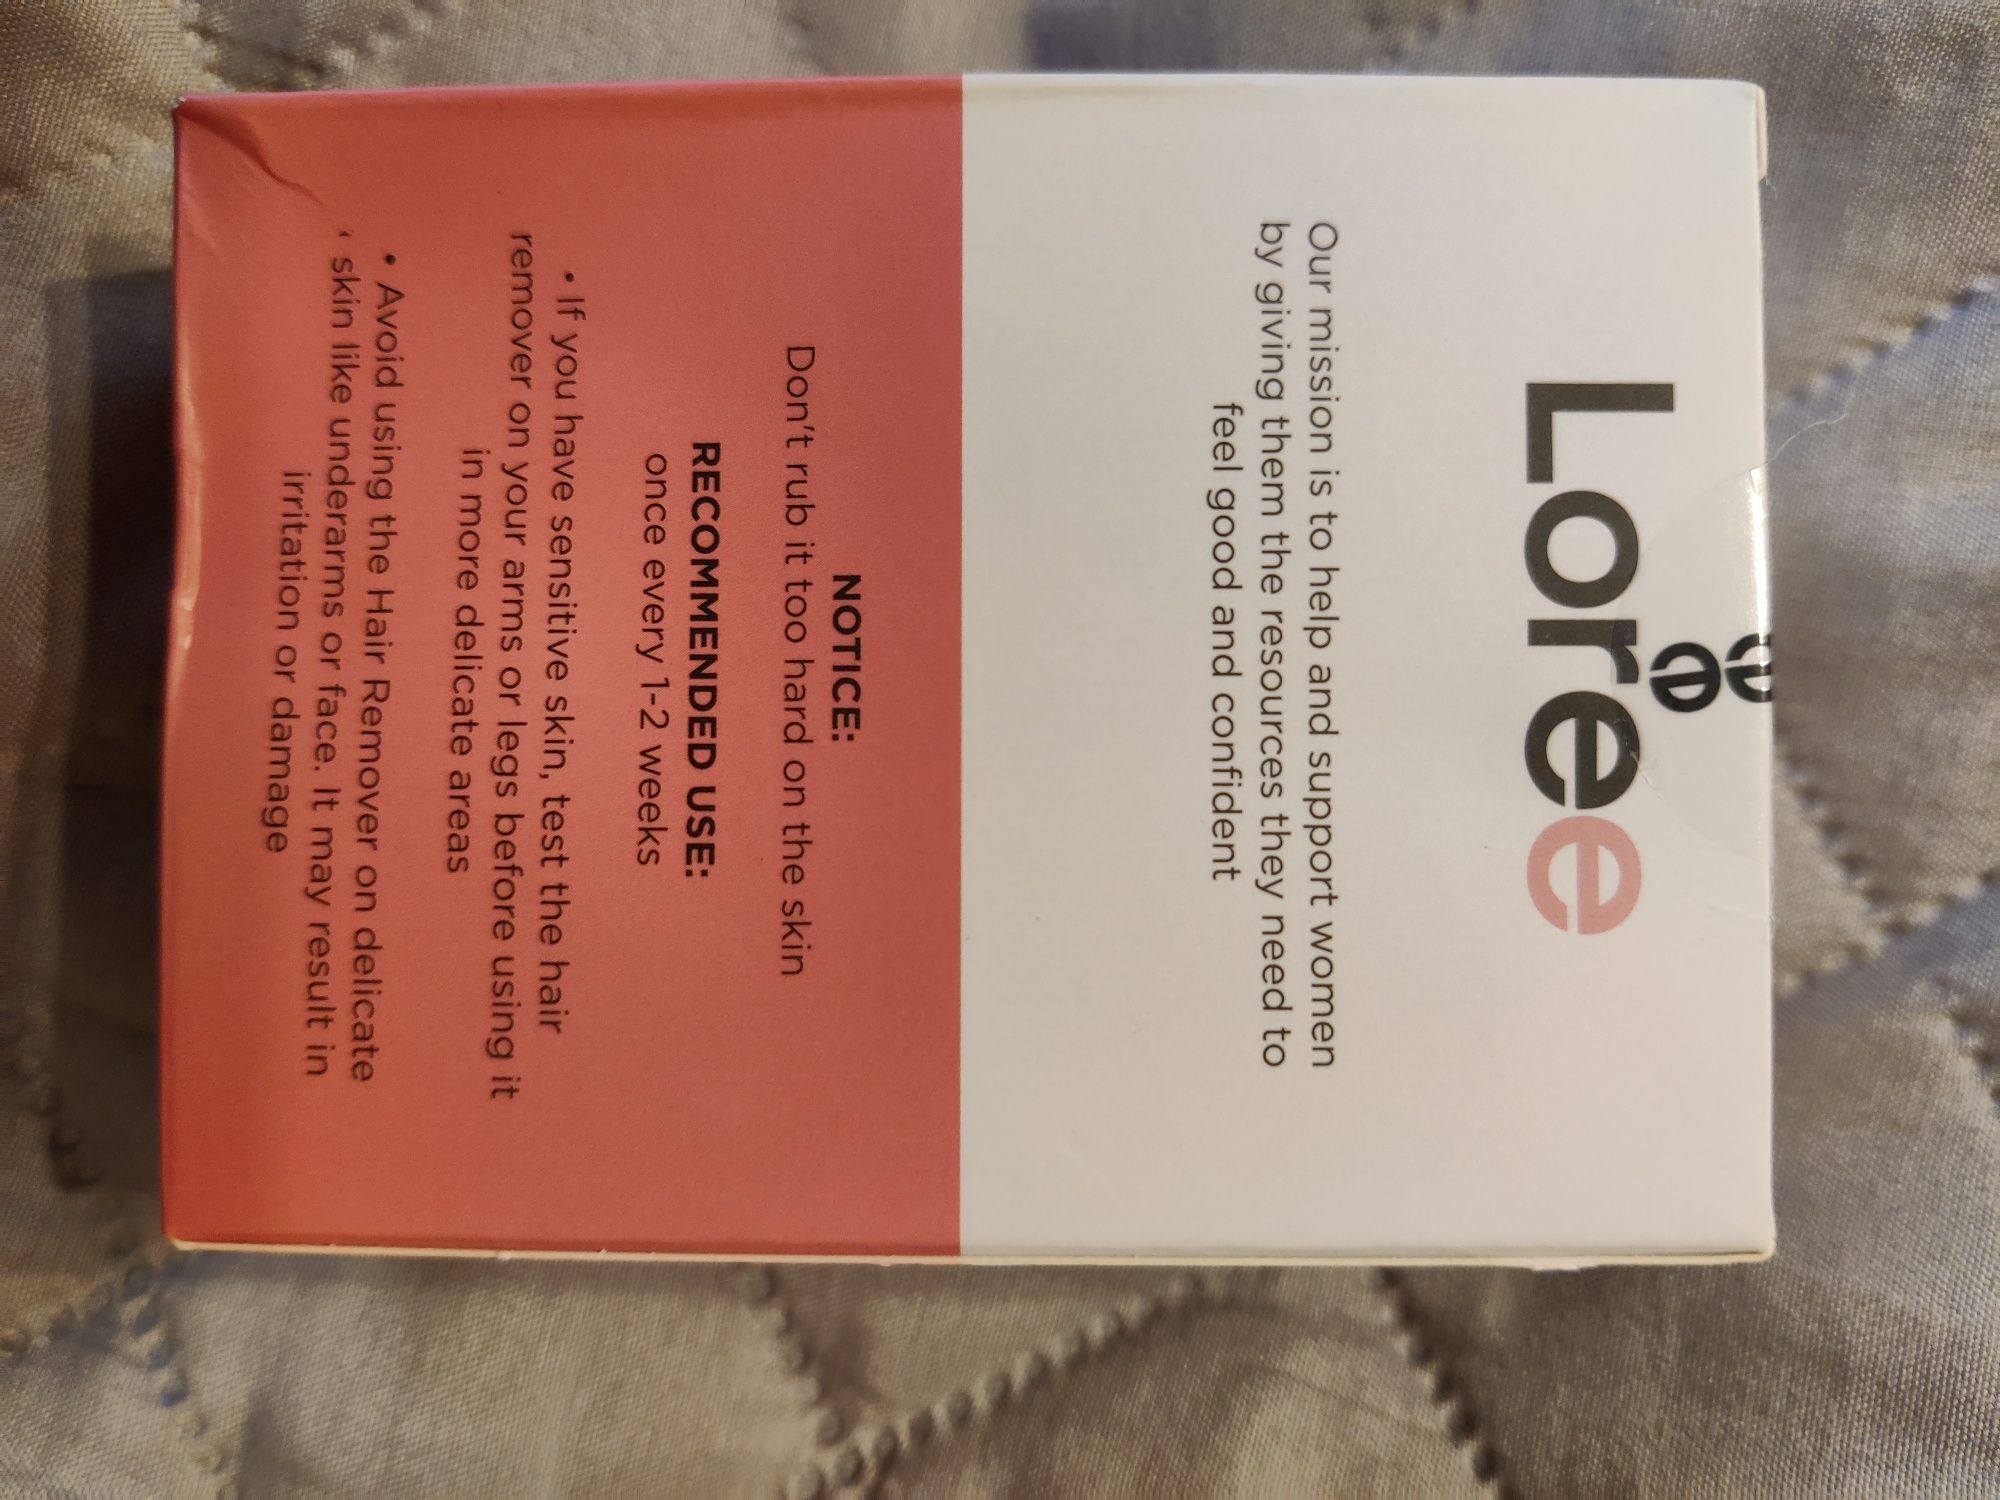 Loree
Our mission is to help and support women
by giving them the resources they need to
feel good and confident
NOTICE:
Don't rub it too hard on the skin
RECOMMENDED USE:
once every 1-2 weeks
• If you have sensitive skin, test the hair
remover on your arms or legs before using it
in more delicate areas
• Avoid using the Hair Remover on delicate
skin like underarms or face. It may result in
irritation or damage